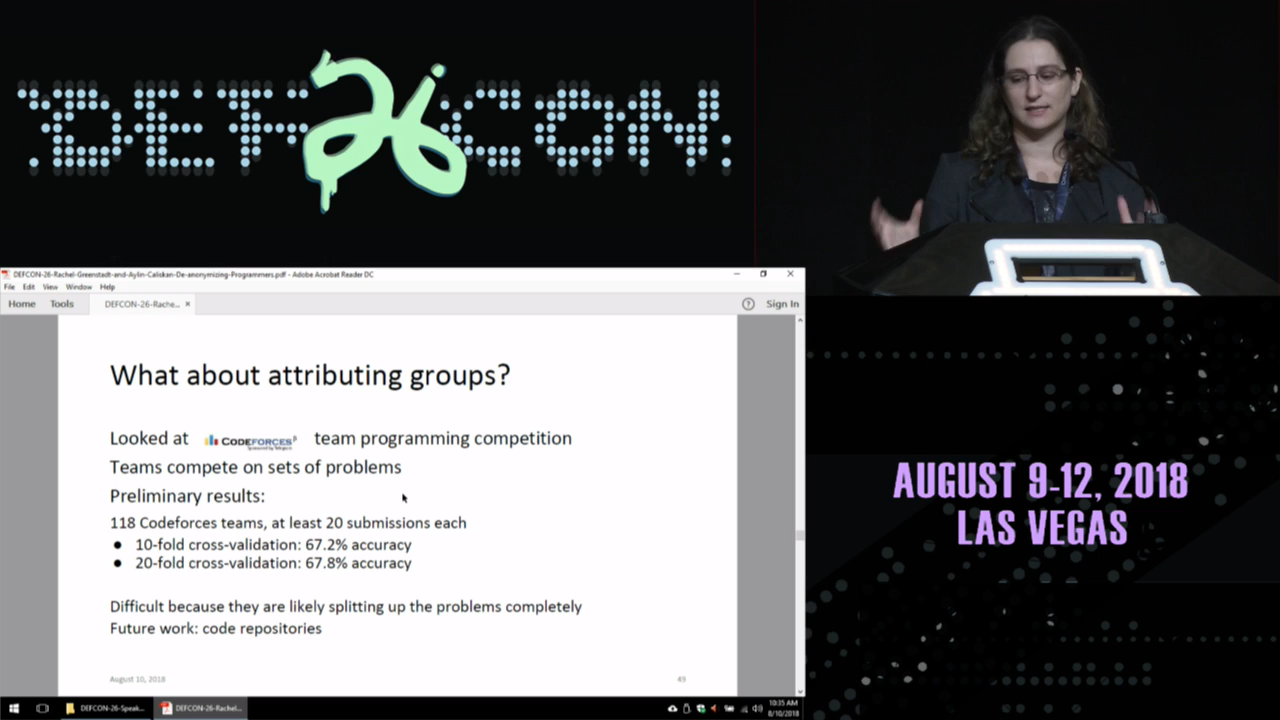 DEF 26 CON
DEFCON-26-Rachel-Greenstadt-and-Aylin-Caliskan-De-anonymizing-Programmers.pdf - Adobe Acrobat Reader DC
File Edit View Window Help
Home Tools DEFCON-26-Rache... × ? Sign In
What about attributing groups?
Looked at CODEFORCES team programming competition
Teams compete on sets of problems
Preliminary results:
118 Codeforces teams, at least 20 submissions each
● 10-fold cross-validation: 67.2% accuracy
● 20-fold cross-validation: 67.8% accuracy
Difficult because they are likely splitting up the problems completely
Future work: code repositories
August 10, 2018 49
AUGUST 9-12, 2018
LAS VEGAS
DEFCON-26-Speak... DEFCON-26-Rachel... 10:35 AM
8/10/2018